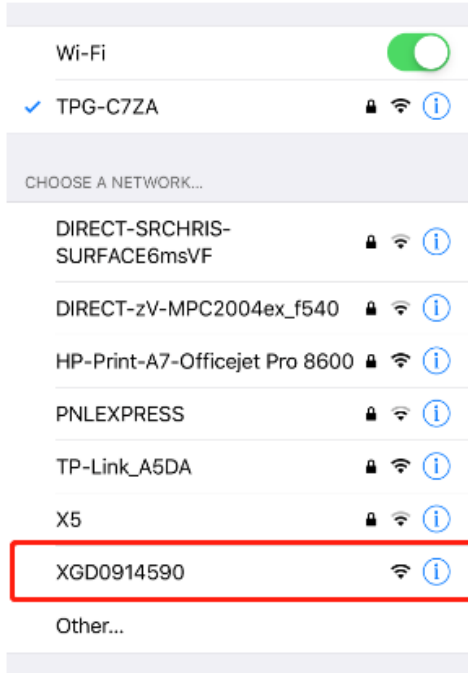 Wi-Fi
TPG-C7ZA
CHOOSE A NETWORK...
DIRECT-SRCHRIS-
SURFACE6msVF
DIRECT-zV-MPC2004ex_f540
HP-Print-A7-Officejet Pro 8600
PNLEXPRESS
TP-Link_A5DA
X5
XGD0914590
Other...